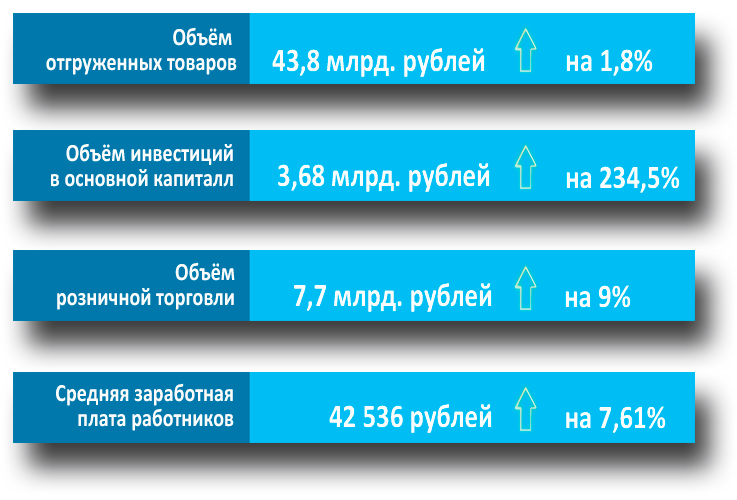 Объём
отгруженных товаров
43,8 млрд. рублей
на 1,8%
Объём инвестиций
в основной капиталл
3,68 млрд. рублей
на 234,5%
Объём
розничной торговли
7,7 млрд. рублей
на 9%
Средняя заработная
плата работников
42 536 рублей
на 7,61%